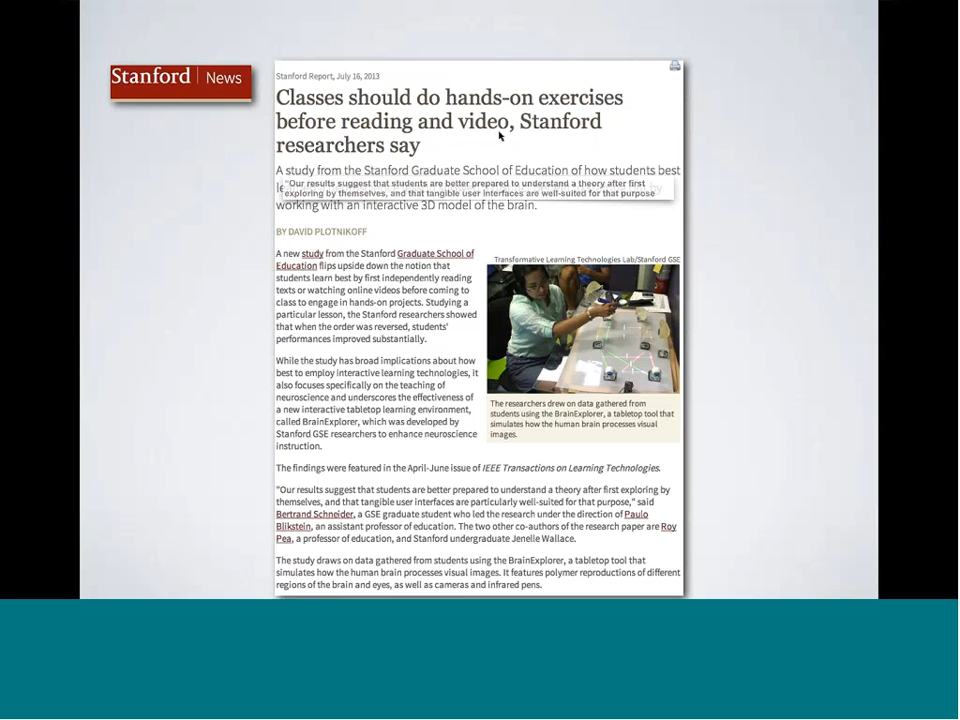 Stanford | News
Stanford Report, July 16, 2013
Classes should do hands-on exercises
before reading and video, Stanford
researchers say
A study from the Stanford Graduate School of Education of how students best
"Our results suggest that students are better prepared to understand a theory after first
exploring by themselves, and that tangible user interfaces are well-suited for that purpose
by
working with an interactive 3D model of the brain.
BY DAVID PLOTNIKOFF
A new study from the Stanford Graduate School of
Education flips upside down the notion that
students learn best by first independently reading
texts or watching online videos before coming to
class to engage in hands-on projects. Studying a
particular lesson, the Stanford researchers showed
that when the order was reversed, students'
performances improved substantially.
Transformative Learning Technologies Lab/Stanford GSE
While the study has broad implications about how
best to employ interactive learning technologies, it
also focuses specifically on the teaching of
neuroscience and underscores the effectiveness of
a new interactive tabletop learning environment,
called BrainExplorer, which was developed by
Stanford GSE researchers to enhance neuroscience
instruction.
The researchers drew on data gathered from
students using the BrainExplorer, a tabletop tool that
simulates how the human brain processes visual
images.
The findings were featured in the April-June issue of IEEE Transactions on Learning Technologies.
"Our results suggest that students are better prepared to understand a theory after first exploring by
themselves, and that tangible user interfaces are particularly well-suited for that purpose," said
Bertrand Schneider, a GSE graduate student who led the research under the direction of Paulo
Blikstein, an assistant professor of education. The two other co-authors of the research paper are Roy
Pea, a professor of education, and Stanford undergraduate Jenelle Wallace.
The study draws on data gathered from students using the BrainExplorer, a tabletop tool that
simulates how the human brain processes visual images. It features polymer reproductions of different
regions of the brain and eyes, as well as cameras and infrared pens.